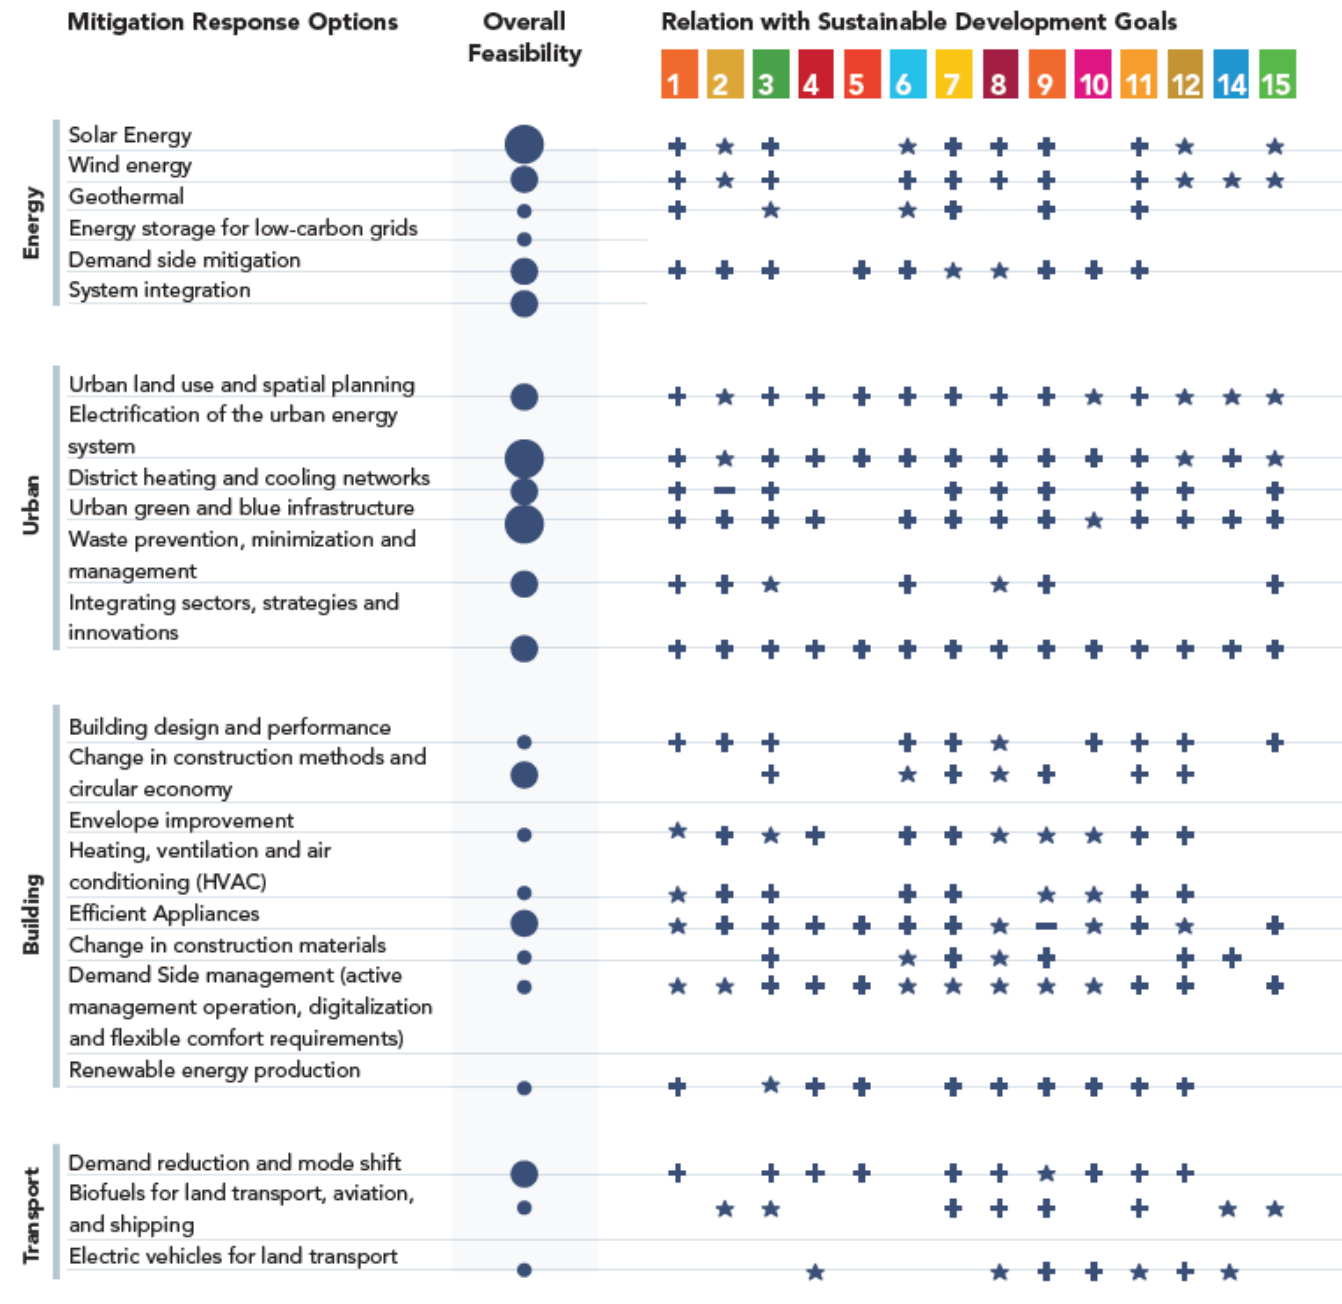 Mitigation Response Options
Overall
Feasibility
Relation with Sustainable Development Goals
1 2 3 4 5 6 7 8 9 10 11 12 14 15
Energy
Solar Energy
Wind energy
Geothermal
Energy storage for low-carbon grids
Demand side mitigation
System integration
Urban
Urban land use and spatial planning
Electrification of the urban energy
system
District heating and cooling networks
Urban green and blue infrastructure
Waste prevention, minimization and
management
Integrating sectors, strategies and
innovations
Building
Building design and performance
Change in construction methods and
circular economy
Envelope improvement
Heating, ventilation and air
conditioning (HVAC)
Efficient Appliances
Change in construction materials
Demand Side management (active
management operation, digitalization
and flexible comfort requirements)
Renewable energy production
Transport
Demand reduction and mode shift
Biofuels for land transport, aviation,
and shipping
Electric vehicles for land transport